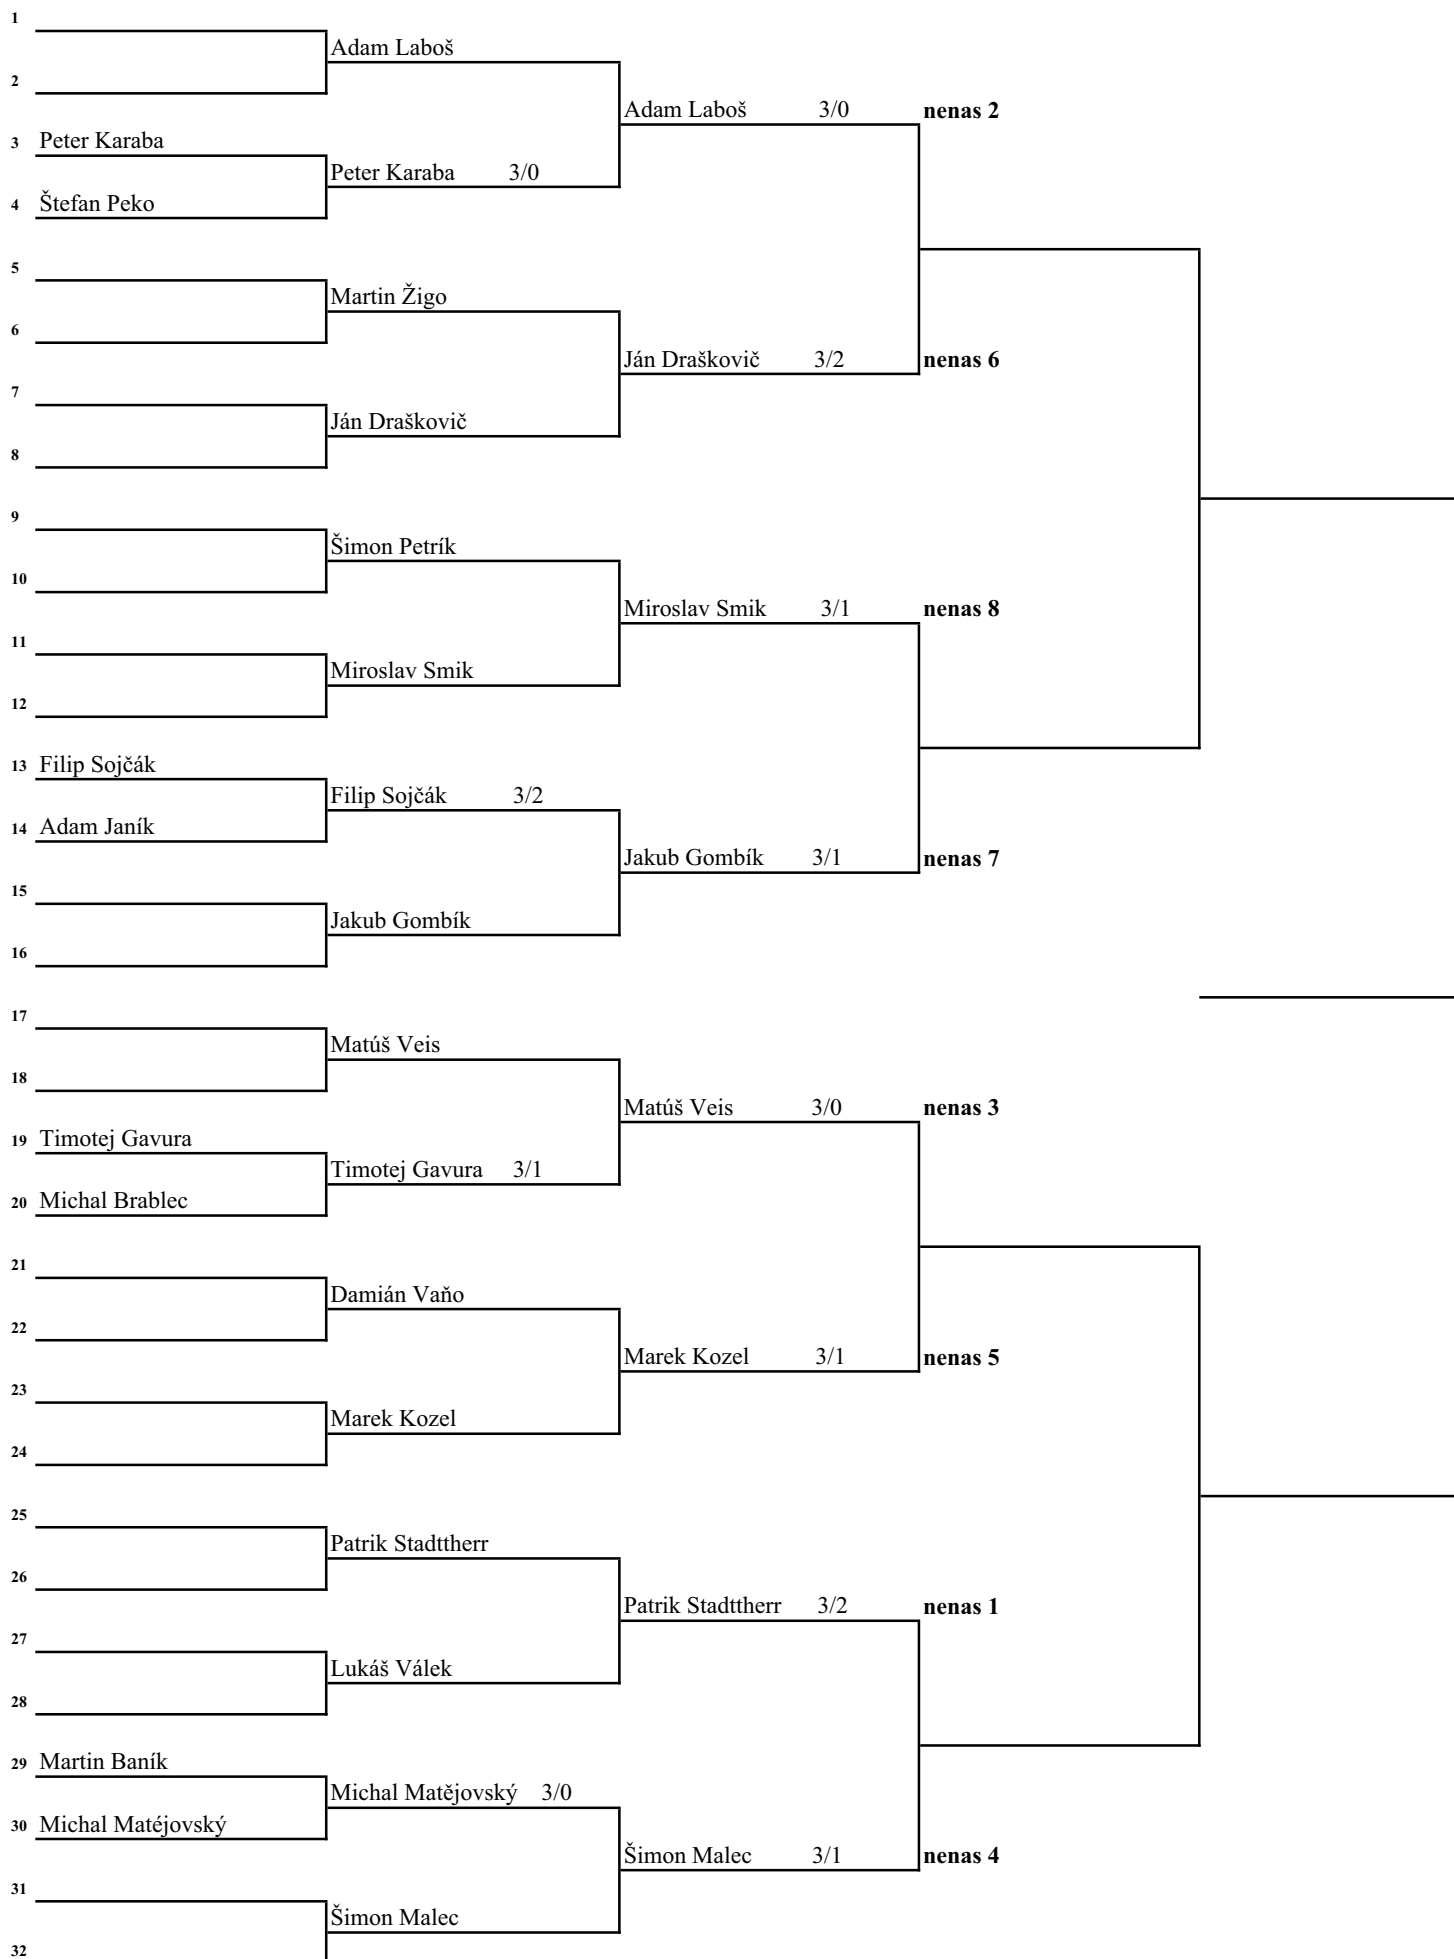 1
Adam Laboš
2
Adam Laboš 3/0 nenas 2
3 Peter Karaba
Peter Karaba 3/0
4 Štefan Peko
5
Martin Žigo
6
Ján Draškovič 3/2 nenas 6
7
Ján Draškovič
8
9
Šimon Petrík
10
Miroslav Smik 3/1 nenas 8
11
Miroslav Smik
12
13 Filip Sojčák
Filip Sojčák 3/2
14 Adam Janík
Jakub Gombík 3/1 nenas 7
15
Jakub Gombík
16
17
Matúš Veis
18
Matúš Veis 3/0 nenas 3
19 Timotej Gavura
Timotej Gavura 3/1
20 Michal Brablec
21
Damián Vaňo
22
Marek Kozel 3/1 nenas 5
23
Marek Kozel
24
25
Patrik Stadttherr
26
Patrik Stadttherr 3/2 nenas 1
27
Lukáš Válek
28
29 Martin Baník
Michal Matějovský 3/0
30 Michal Matéjovský
Šimon Malec 3/1 nenas 4
31
Šimon Malec
32